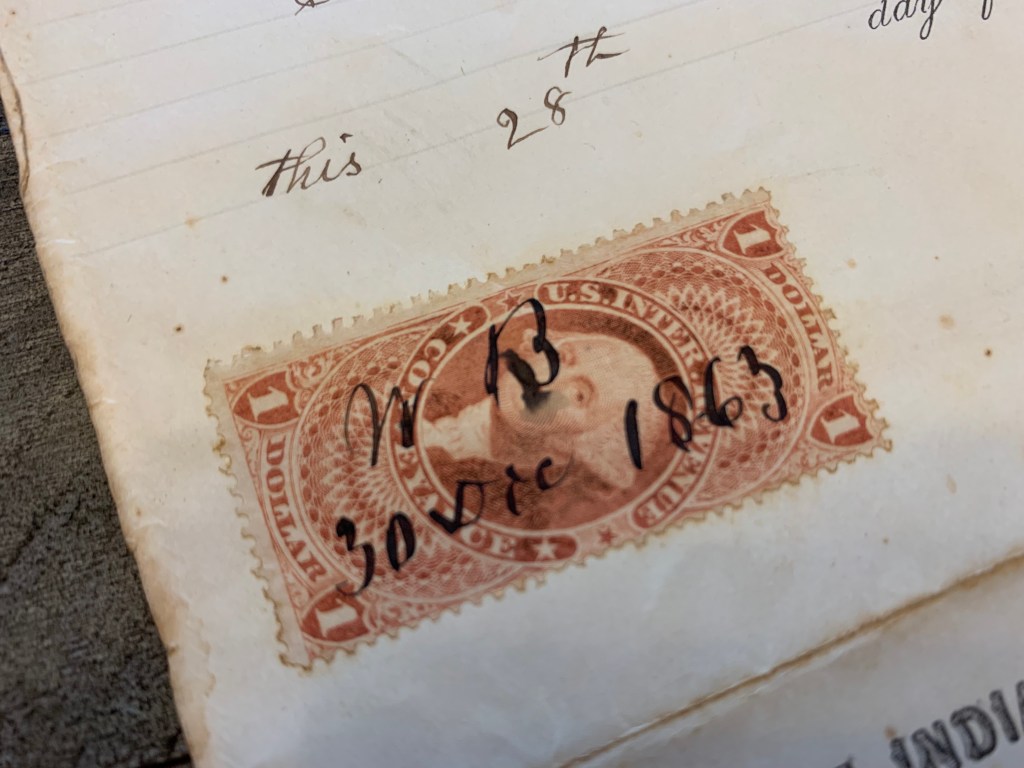 day
this 28th
1 DOLLAR 1
U.S. INTER. REVENUE
CONVEYANCE
1 DOLLAR 1
W B
30 Dec 1863
INDIA